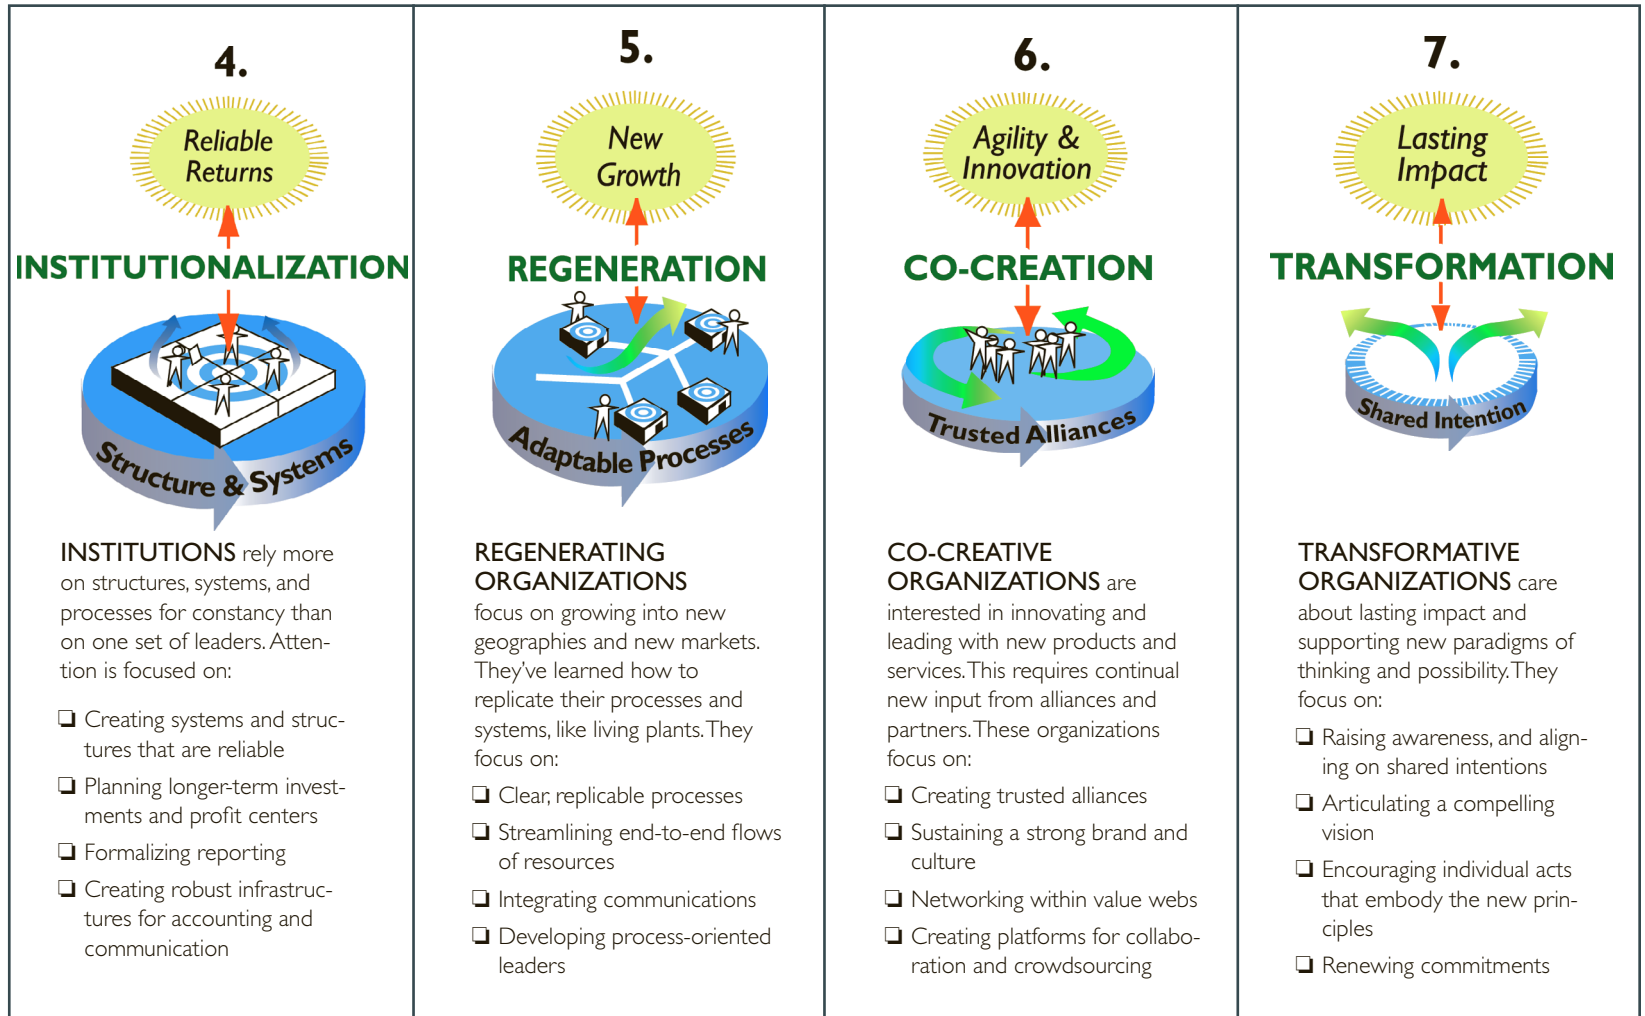 4.
Reliable
Returns
INSTITUTIONALIZATION
Structure & Systems
INSTITUTIONS rely more
on structures, systems, and
processes for constancy than
on one set of leaders. Atten-
tion is focused on:
❏ Creating systems and struc-
tures that are reliable
❏ Planning longer-term invest-
ments and profit centers
❏ Formalizing reporting
❏ Creating robust infrastruc-
tures for accounting and
communication
5.
New
Growth
REGENERATION
Adaptable Processes
REGENERATING
ORGANIZATIONS
focus on growing into new
geographies and new markets.
They've learned how to
replicate their processes and
systems, like living plants. They
focus on:
❏ Clear, replicable processes
❏ Streamlining end-to-end flows
of resources
❏ Integrating communications
❏ Developing process-oriented
leaders
6.
Agility &
Innovation
CO-CREATION
Trusted Alliances
CO-CREATIVE
ORGANIZATIONS are
interested in innovating and
leading with new products and
services. This requires continual
new input from alliances and
partners. These organizations
focus on:
❏ Creating trusted alliances
❏ Sustaining a strong brand and
culture
❏ Networking within value webs
❏ Creating platforms for collabo-
ration and crowdsourcing
7.
Lasting
Impact
TRANSFORMATION
Shared Intention
TRANSFORMATIVE
ORGANIZATIONS care
about lasting impact and
supporting new paradigms of
thinking and possibility. They
focus on:
❏ Raising awareness, and align-
ing on shared intentions
❏ Articulating a compelling
vision
❏ Encouraging individual acts
that embody the new prin-
ciples
❏ Renewing commitments